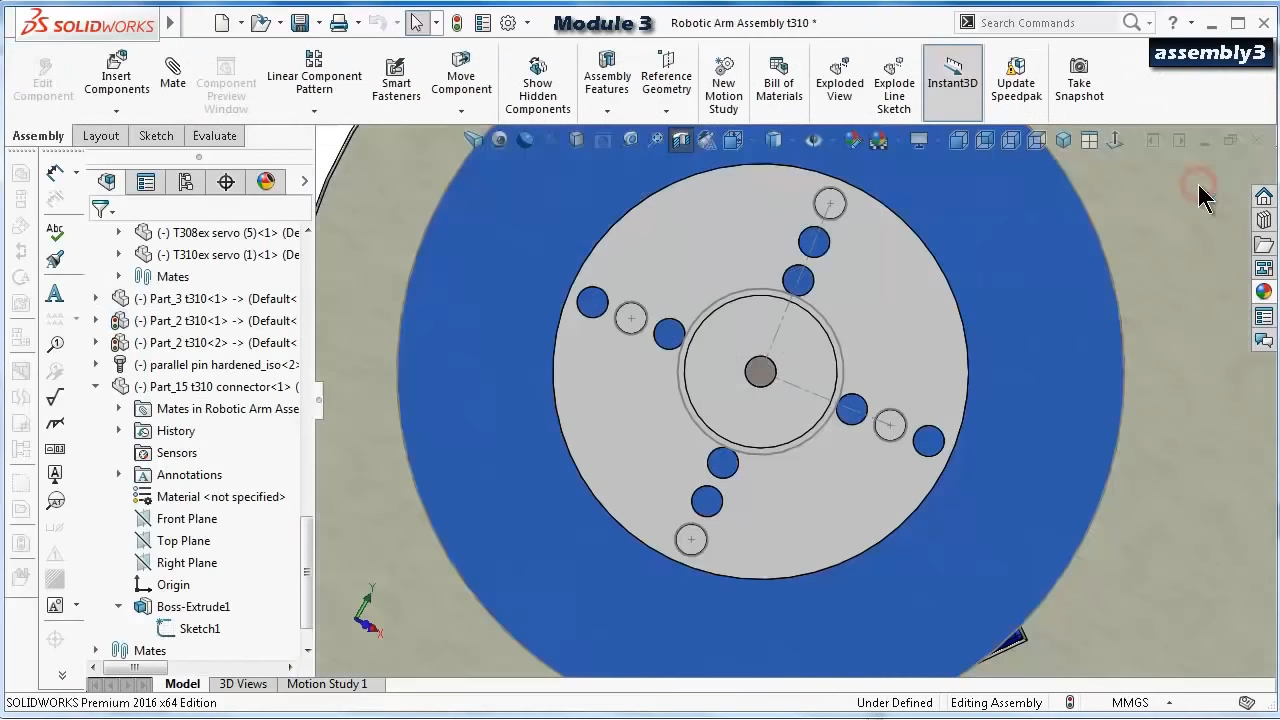 SOLIDWORKS
Module 3
Robotic Arm Assembly t310 *
Search Commands
?
assembly3
Edit Component
Insert Components
Mate
Component Preview Window
Linear Component Pattern
Smart Fasteners
Move Component
Show Hidden Components
Assembly Features
Reference Geometry
New Motion Study
Bill of Materials
Exploded View
Explode Line Sketch
Instant3D
Update Speedpak
Take Snapshot
Assembly
Layout
Sketch
Evaluate
(-) T308ex servo (5)<1> (De
(-) T310ex servo (1)<1> (De
Mates
(-) Part_3 t310<1> -> (Default<
(-) Part_2 t310<1> -> (Default<
(-) Part_2 t310<2> -> (Default<
(-) parallel pin hardened_iso<2>
(-) Part_15 t310 connector<1> (
Mates in Robotic Arm Asse
History
Sensors
Annotations
Material <not specified>
Front Plane
Top Plane
Right Plane
Origin
Boss-Extrude1
Sketch1
Mates
Abc
A
Y
X
Model
3D Views
Motion Study 1
SOLIDWORKS Premium 2016 x64 Edition
Under Defined
Editing Assembly
MMGS